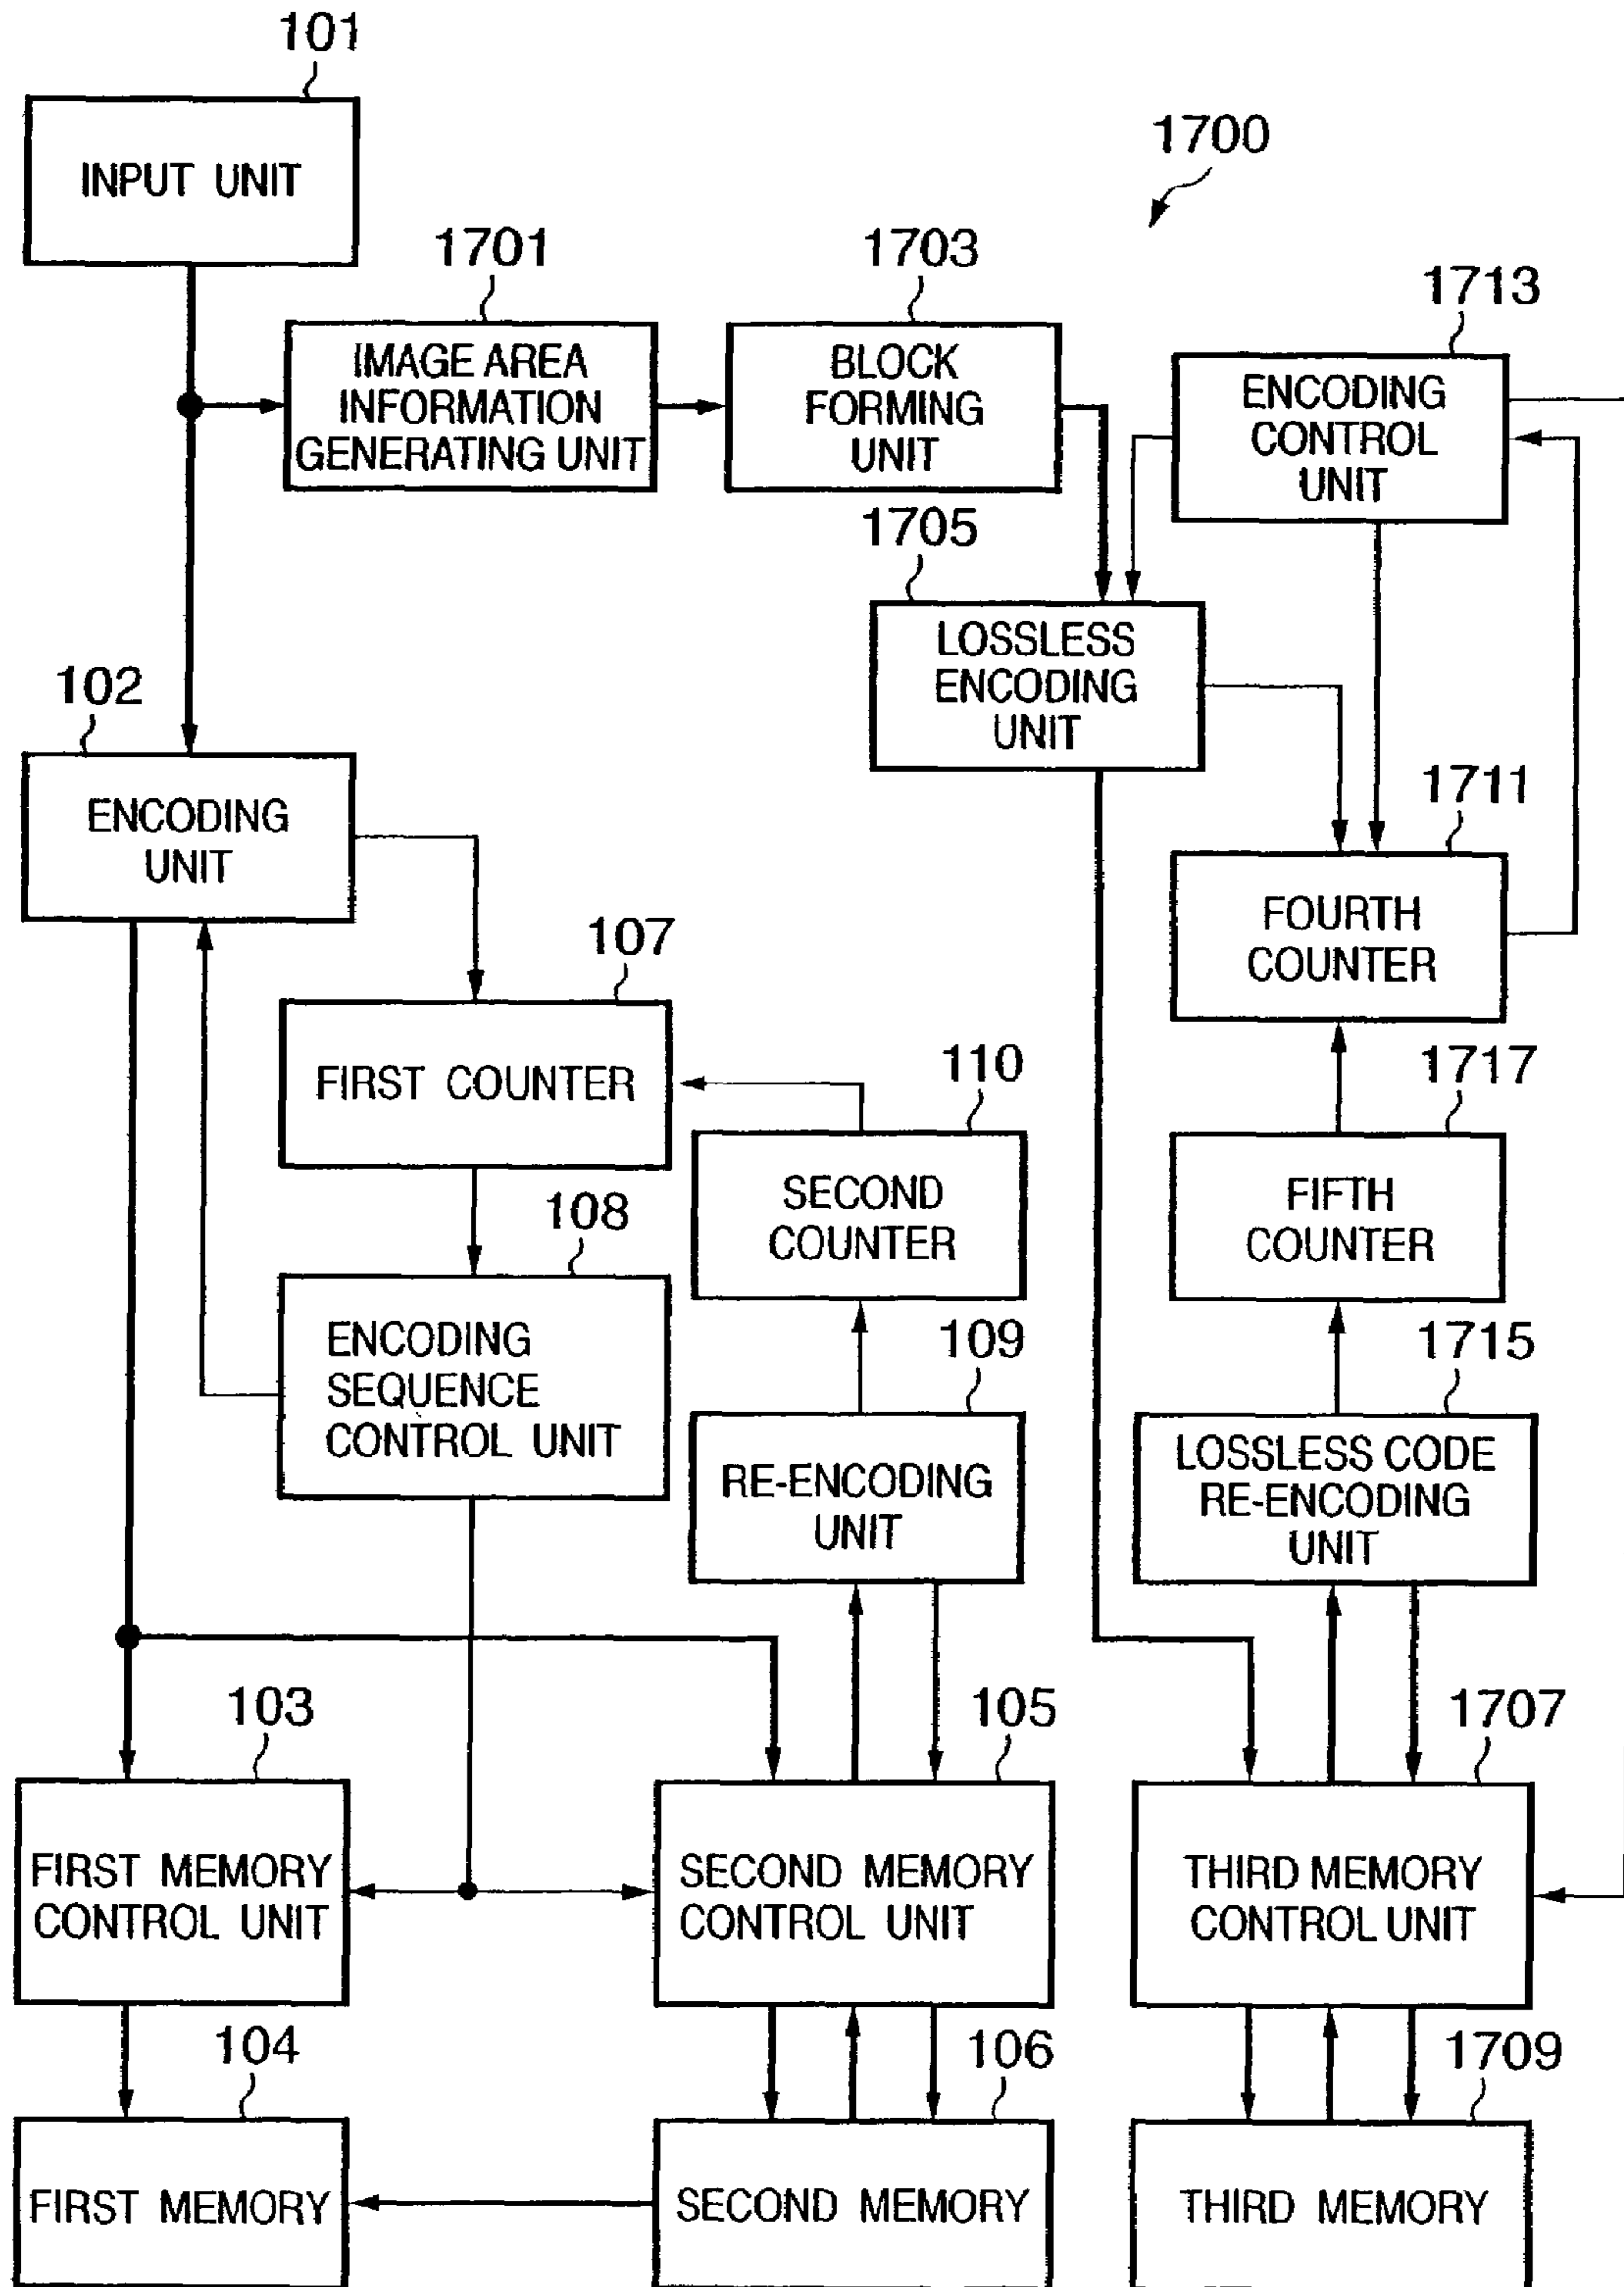 101
INPUT UNIT
1700
1701
IMAGE AREA
INFORMATION
GENERATING UNIT
1703
BLOCK
FORMING
UNIT
1713
ENCODING
CONTROL
UNIT
1705
LOSSLESS
ENCODING
UNIT
102
ENCODING
UNIT
1711
FOURTH
COUNTER
107
FIRST COUNTER
110
SECOND
COUNTER
1717
FIFTH
COUNTER
108
ENCODING
SEQUENCE
CONTROL UNIT
109
RE-ENCODING
UNIT
1715
LOSSLESS CODE
RE-ENCODING
UNIT
103
FIRST MEMORY
CONTROL UNIT
105
SECOND MEMORY
CONTROL UNIT
1707
THIRD MEMORY
CONTROL UNIT
104
FIRST MEMORY
106
SECOND MEMORY
1709
THIRD MEMORY